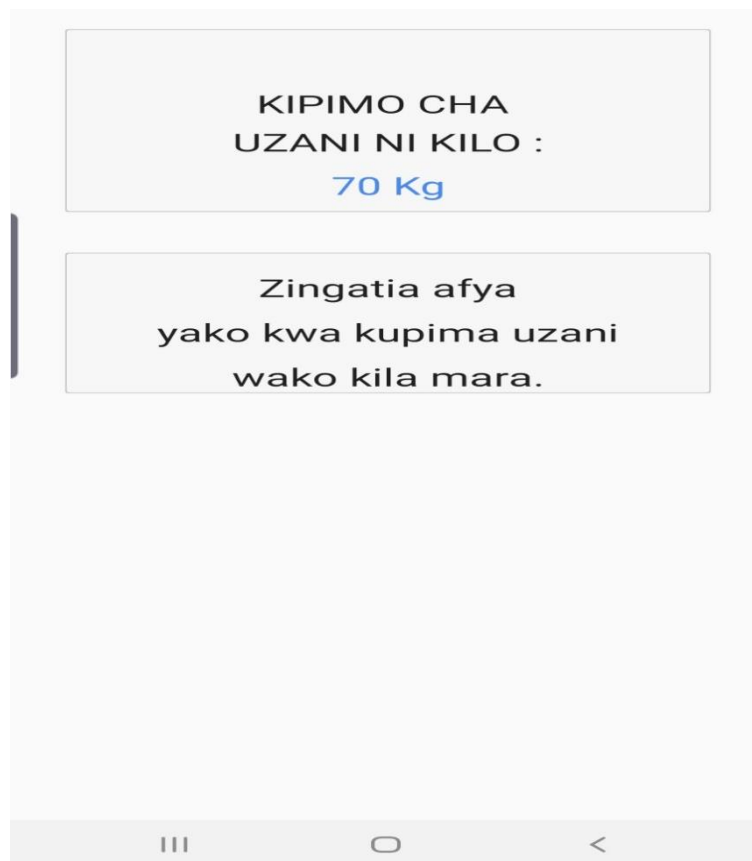 KIPIMO CHA
UZANI NI KILO :
70 Kg
Zingatia afya
yako kwa kupima uzani
wako kila mara.